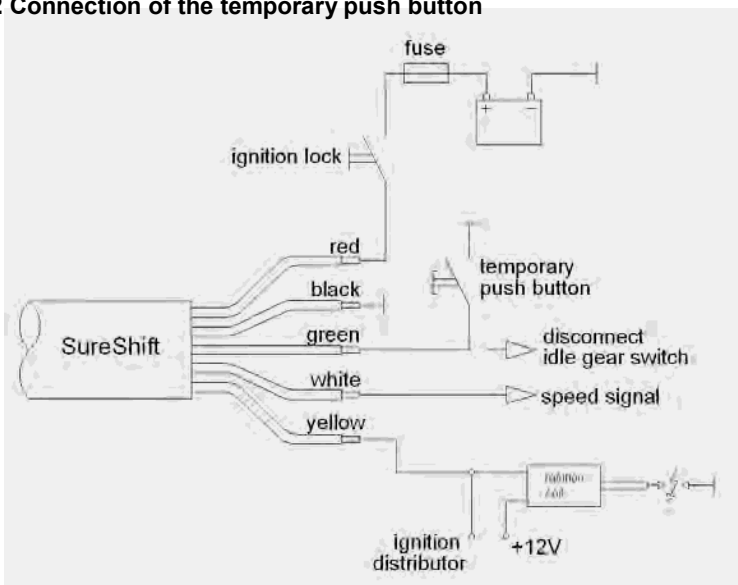 Connection of the temporary push button
fuse
+ −
ignition lock
red
temporary
push button
black
green
disconnect
idle gear switch
SureShift
white
speed signal
yellow
ignition
distributor
+12V